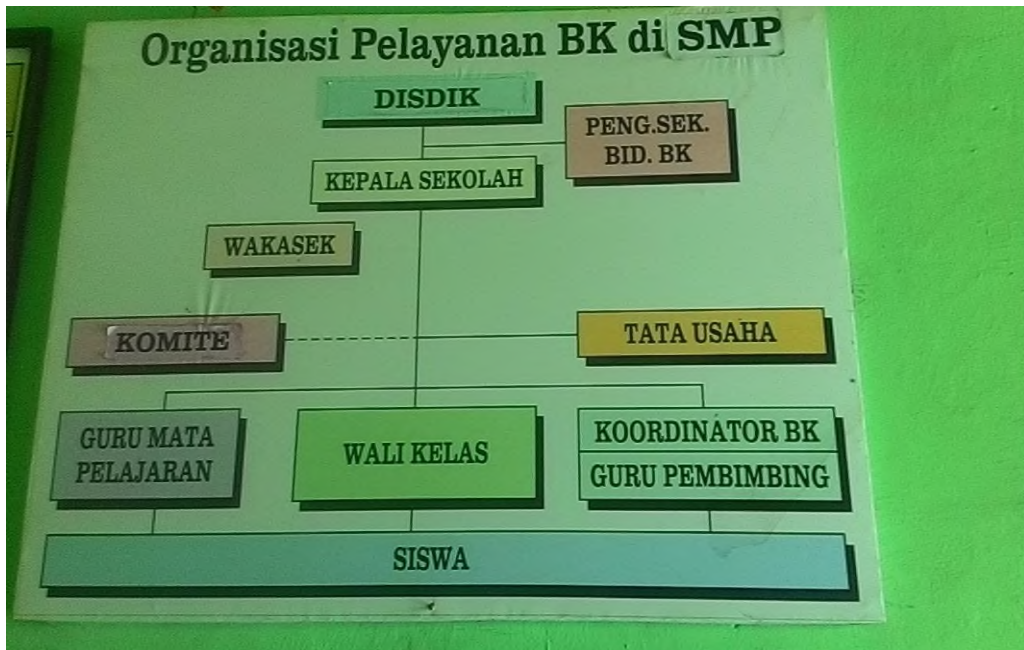 Organisasi Pelayanan BK di SMP
DISDIK
PENG.SEK.
BID. BK
KEPALA SEKOLAH
WAKASEK
KOMITE
TATA USAHA
GURU MATA
PELAJARAN
WALI KELAS
KOORDINATOR BK
GURU PEMBIMBING
SISWA